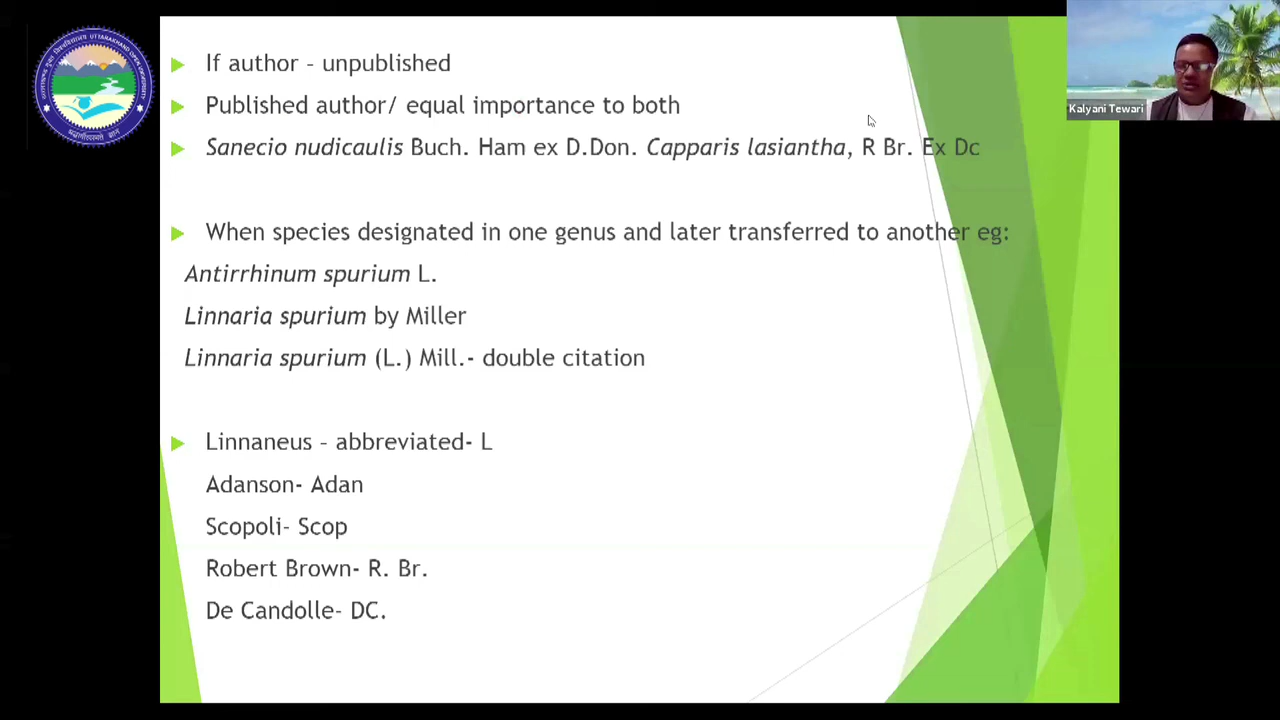 If author – unpublished
Published author/ equal importance to both
Sanecio nudicaulis Buch. Ham ex D.Don. Capparis lasiantha, R Br. Ex Dc
When species designated in one genus and later transferred to another eg:
Antirrhinum spurium L.
Linnaria spurium by Miller
Linnaria spurium (L.) Mill.- double citation
Linnaneus – abbreviated- L
Adanson- Adan
Scopoli- Scop
Robert Brown- R. Br.
De Candolle- DC.
Kalyani Tewari
UTTARAKHAND OPEN UNIVERSITY